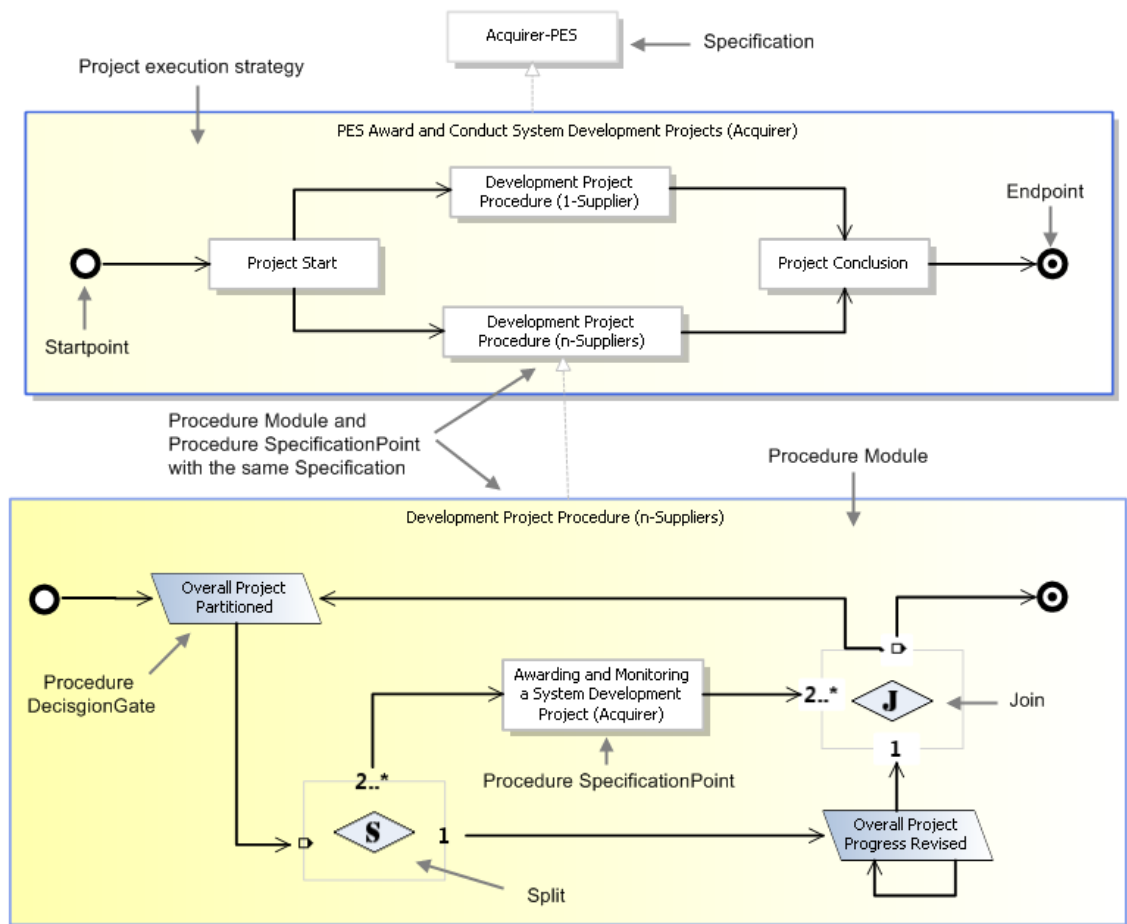 Acquirer-PES
Specification
Project execution strategy
PES Award and Conduct System Development Projects (Acquirer)
Development Project
Procedure (1-Supplier)
Endpoint
Project Start
Project Conclusion
Development Project
Procedure (n-Suppliers)
Startpoint
Procedure Module and
Procedure SpecificationPoint
with the same Specification
Procedure Module
Development Project Procedure (n-Suppliers)
Overall Project
Partitioned
Procedure
DecisgionGate
Awarding and Monitoring
a System Development
Project (Acquirer)
2..*
J
Join
1
Procedure SpecificationPoint
2..*
S
1
Overall Project
Progress Revised
Split